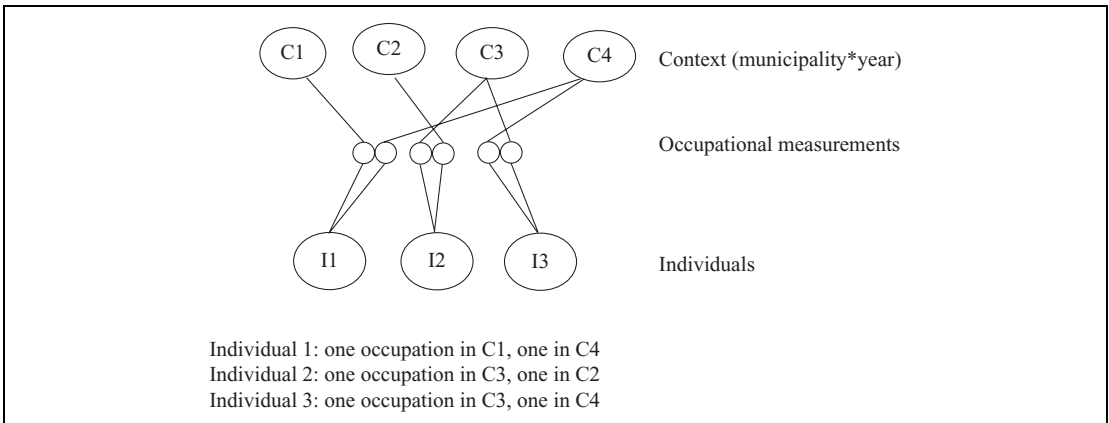 C1 C2 C3 C4 Context (municipality*year)
Occupational measurements
I1 I2 I3 Individuals
Individual 1: one occupation in C1, one in C4
Individual 2: one occupation in C3, one in C2
Individual 3: one occupation in C3, one in C4